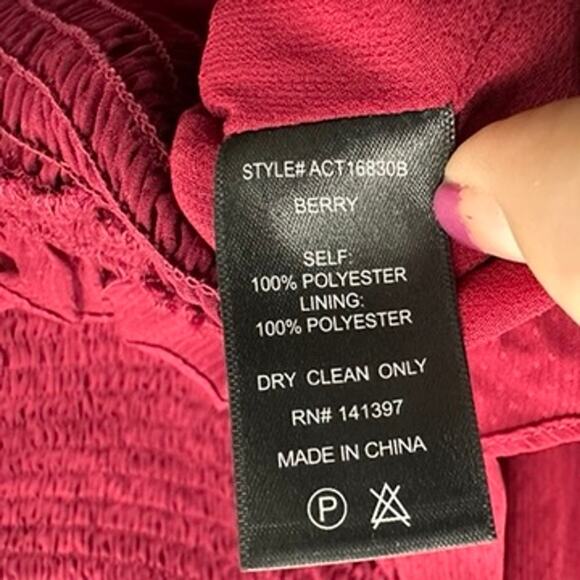 STYLE# ACT16830B
BERRY
SELF:
100% POLYESTER
LINING:
100% POLYESTER
DRY CLEAN ONLY
RN# 141397
MADE IN CHINA
P